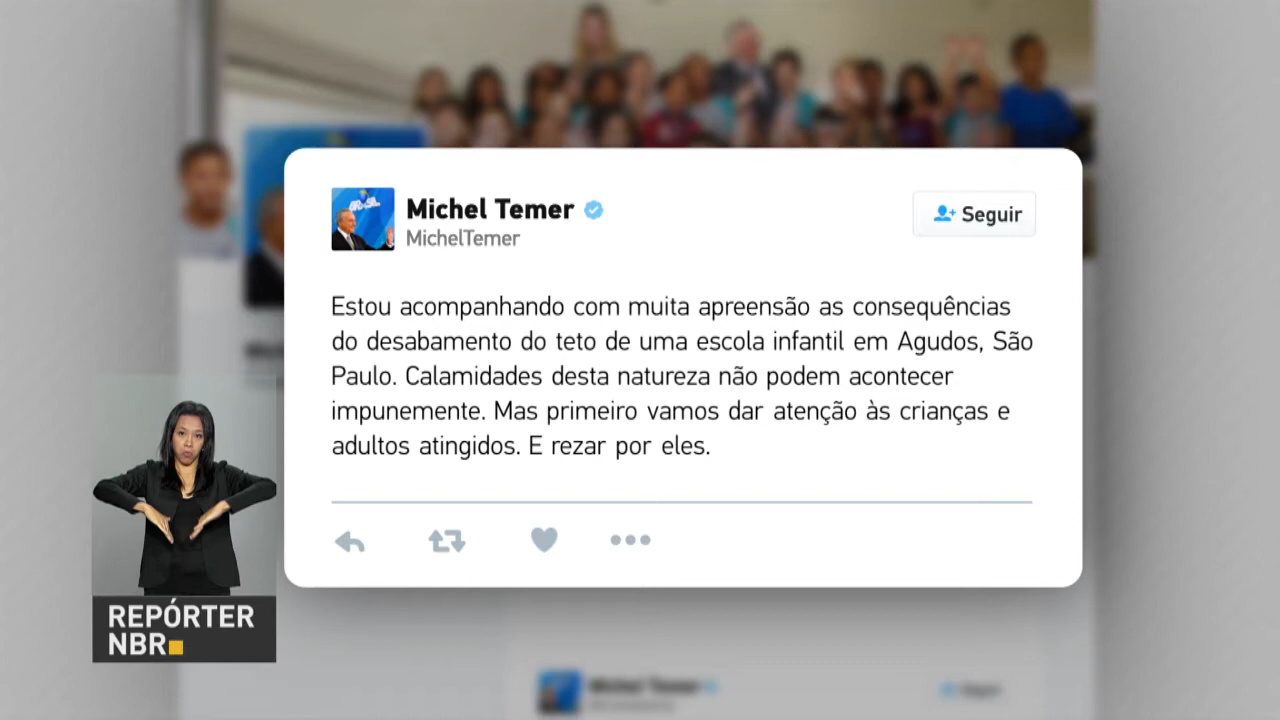 Michel Temer
MichelTemer
Seguir
Estou acompanhando com muita apreensão as consequências
do desabamento do teto de uma escola infantil em Agudos, São
Paulo. Calamidades desta natureza não podem acontecer
impunemente. Mas primeiro vamos dar atenção às crianças e
adultos atingidos. E rezar por eles.
REPÓRTER
NBR
Michel Temer